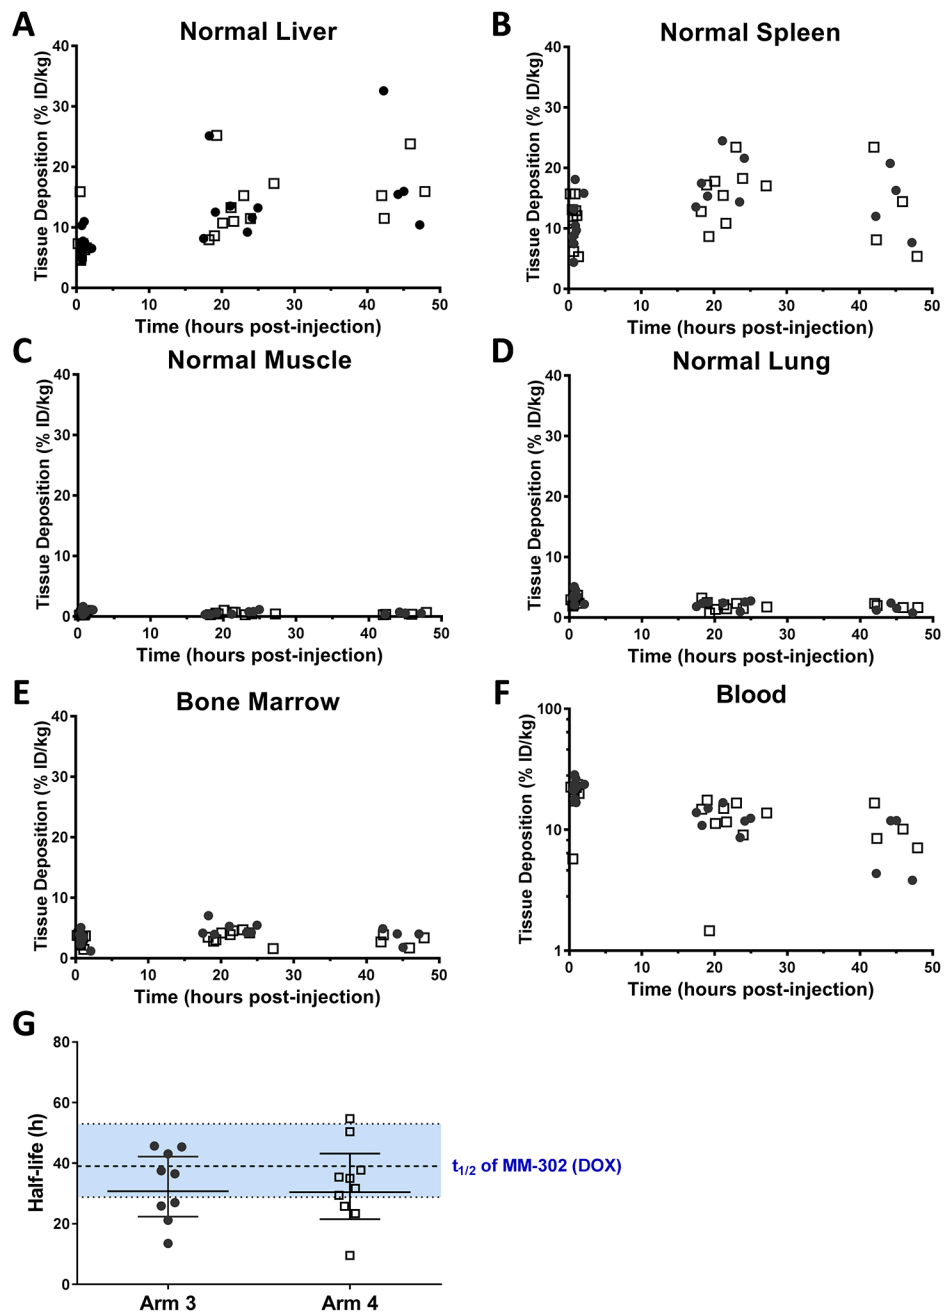 A
Normal Liver
Tissue Deposition (% ID/kg)
40
30
20
10
0
0 10 20 30 40 50
Time (hours post-injection)
B
Normal Spleen
Tissue Deposition (% ID/kg)
40
30
20
10
0
0 10 20 30 40 50
Time (hours post-injection)
C
Normal Muscle
Tissue Deposition (% ID/kg)
40
30
20
10
0
0 10 20 30 40 50
Time (hours post-injection)
D
Normal Lung
Tissue Deposition (% ID/kg)
40
30
20
10
0
0 10 20 30 40 50
Time (hours post-injection)
E
Bone Marrow
Tissue Deposition (% ID/kg)
40
30
20
10
0
0 10 20 30 40 50
Time (hours post-injection)
F
Blood
Tissue Deposition (% ID/kg)
100
10
1
0 10 20 30 40 50
Time (hours post-injection)
G
Half-life (h)
80
60
40
20
0
Arm 3 Arm 4
t1/2 of MM-302 (DOX)